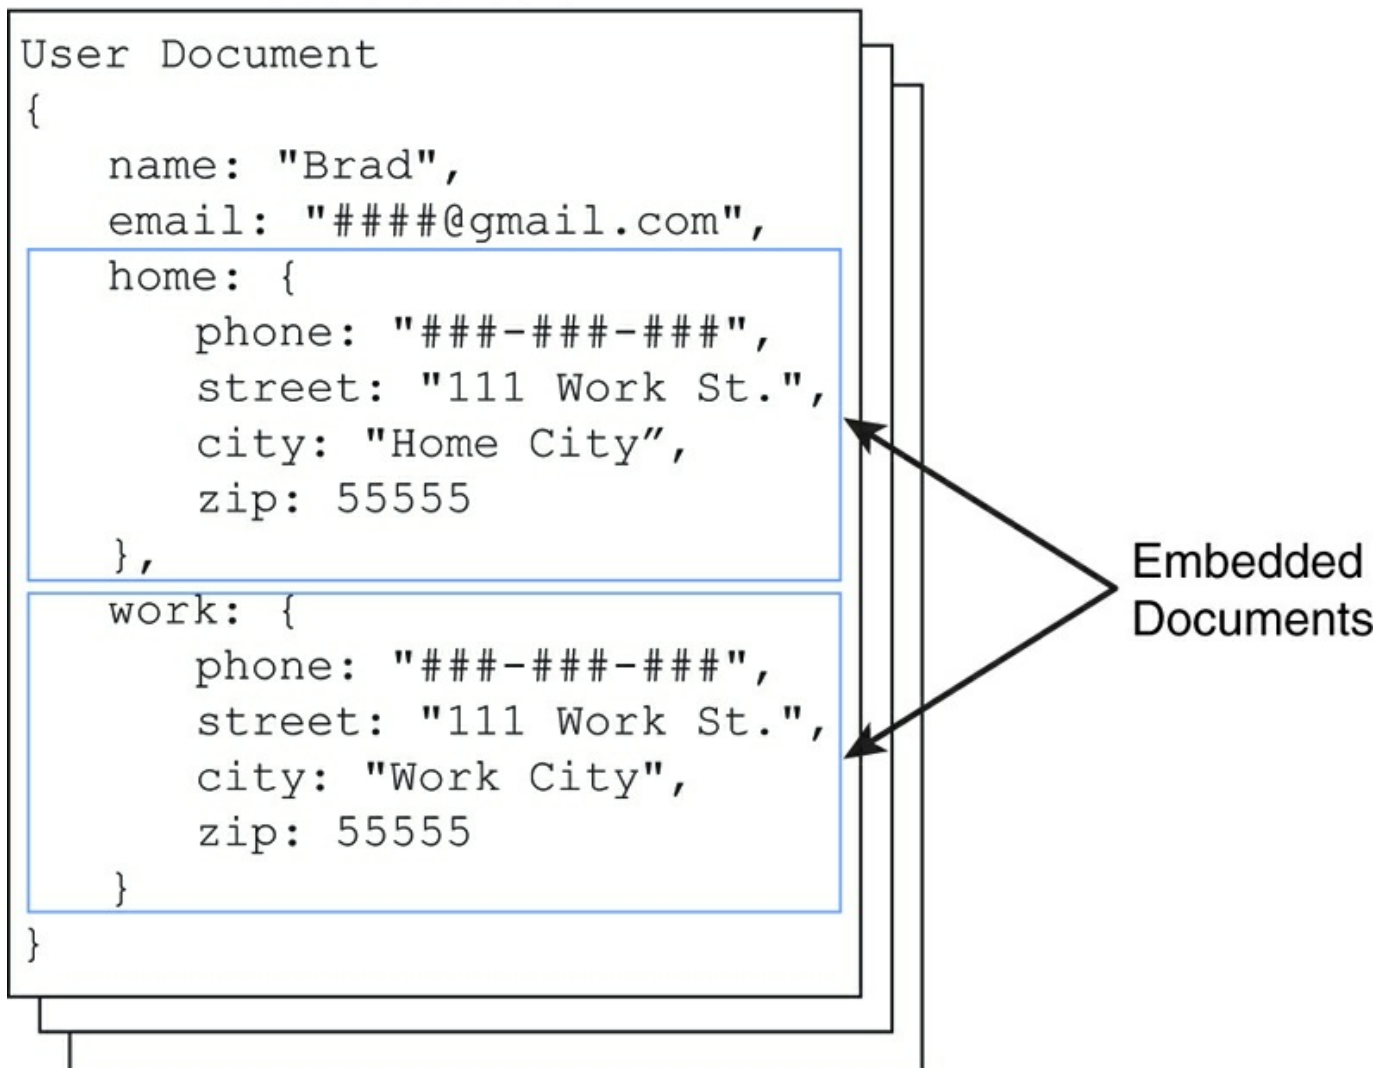 User Document
{
name: "Brad",
email: "####@gmail.com",
home: {
phone: "###-###-###",
street: "111 Work St.",
city: "Home City”,
zip: 55555
},
work: {
phone: "###-###-###",
street: "111 Work St.",
city: "Work City",
zip: 55555
}
}
Embedded
Documents